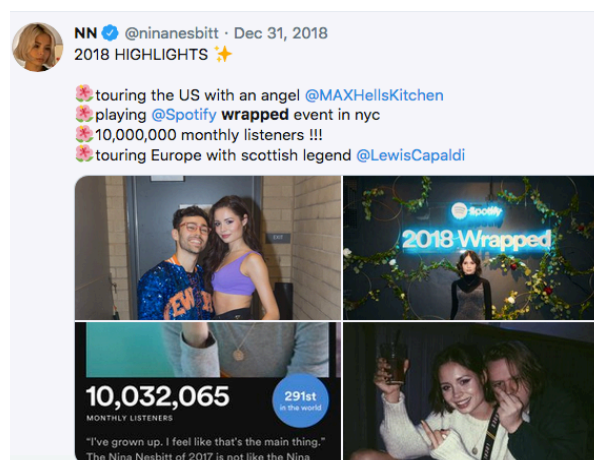 NN @ninanesbitt · Dec 31, 2018
2018 HIGHLIGHTS ✨
🌺touring the US with an angel @MAXHellsKitchen
🌺playing @Spotify wrapped event in nyc
🌺10,000,000 monthly listeners !!!
🌺touring Europe with scottish legend @LewisCapaldi
EXIT
Spotify
2018 Wrapped
10,032,065
MONTHLY LISTENERS
291st
in the world
"I've grown up. I feel like that's the main thing."
The Nina Nesbitt of 2017 is not like the Nina